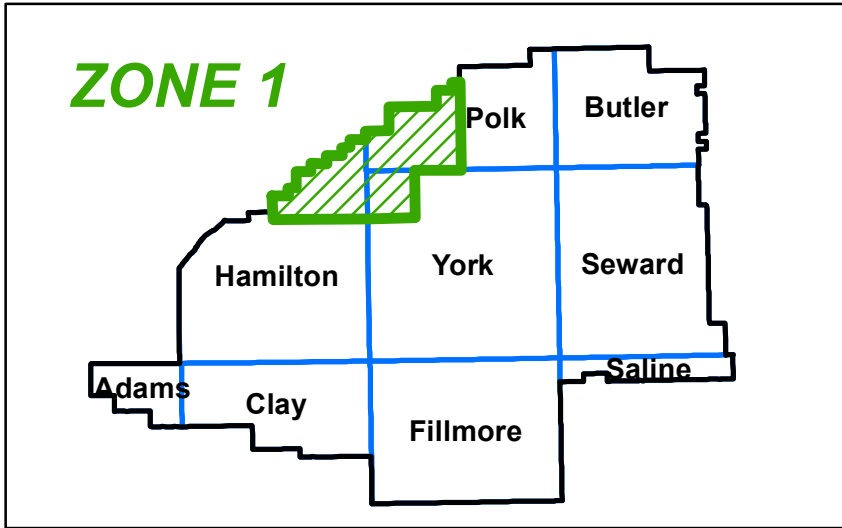 ZONE 1
Polk
Butler
Hamilton
York
Seward
Adams
Clay
Fillmore
Saline